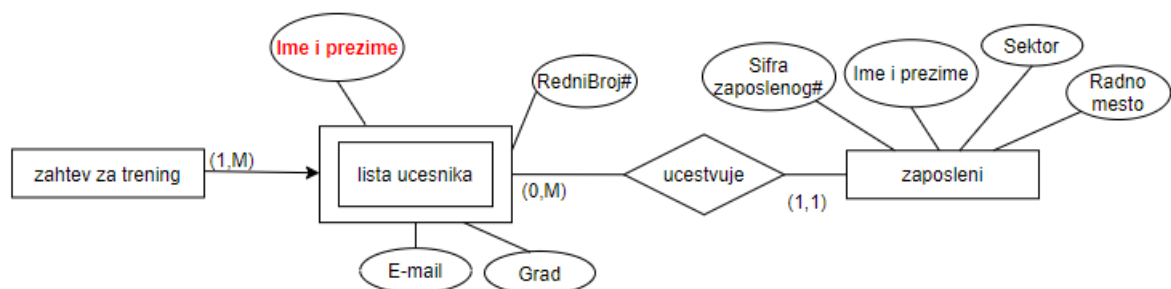 Ime i prezime
RedniBroj#
Sifra
zaposlenog#
Ime i prezime
Sektor
Radno
mesto
zahtev za trening
(1,M)
lista ucesnika
(0,M)
ucestvuje
(1,1)
zaposleni
E-mail
Grad